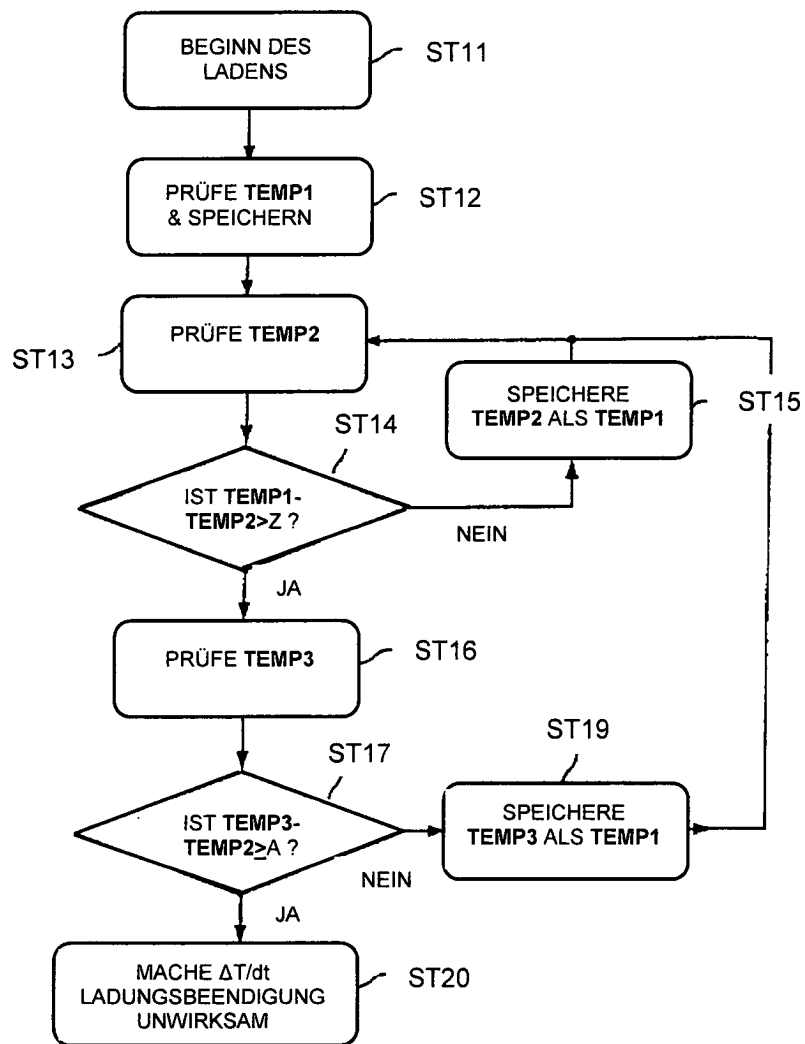 BEGINN DES
LADENS
ST11
PRÜFE TEMP1
& SPEICHERN
ST12
PRÜFE TEMP2
ST13
SPEICHERE
TEMP2 ALS TEMP1
ST15
ST14
IST TEMP1-
TEMP2>Z ?
NEIN
JA
PRÜFE TEMP3
ST16
ST17
IST TEMP3-
TEMP2≥A ?
NEIN
JA
ST19
SPEICHERE
TEMP3 ALS TEMP1
MACHE ΔT/dt
LADUNGSBEENDIGUNG
UNWIRKSAM
ST20